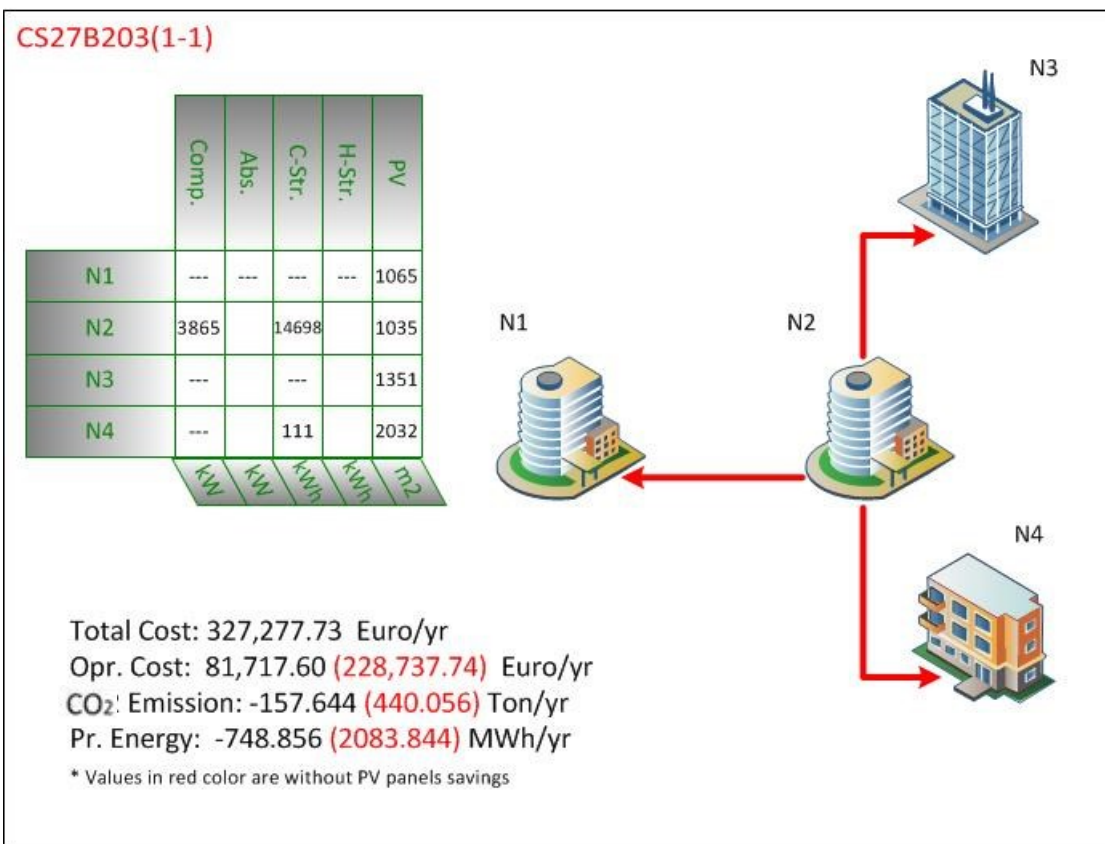 CS27B203(1-1)
Comp. Abs. C-Str. H-Str. PV
N1 --- --- --- --- 1065
N2 3865 14698 1035
N3 --- --- 1351
N4 --- 111 2032
kW kW kWh kWh m2
N3
N1 N2
N4
Total Cost: 327,277.73 Euro/yr
Opr. Cost: 81,717.60 (228,737.74) Euro/yr
CO₂: Emission: -157.644 (440.056) Ton/yr
Pr. Energy: -748.856 (2083.844) MWh/yr
* Values in red color are without PV panels savings